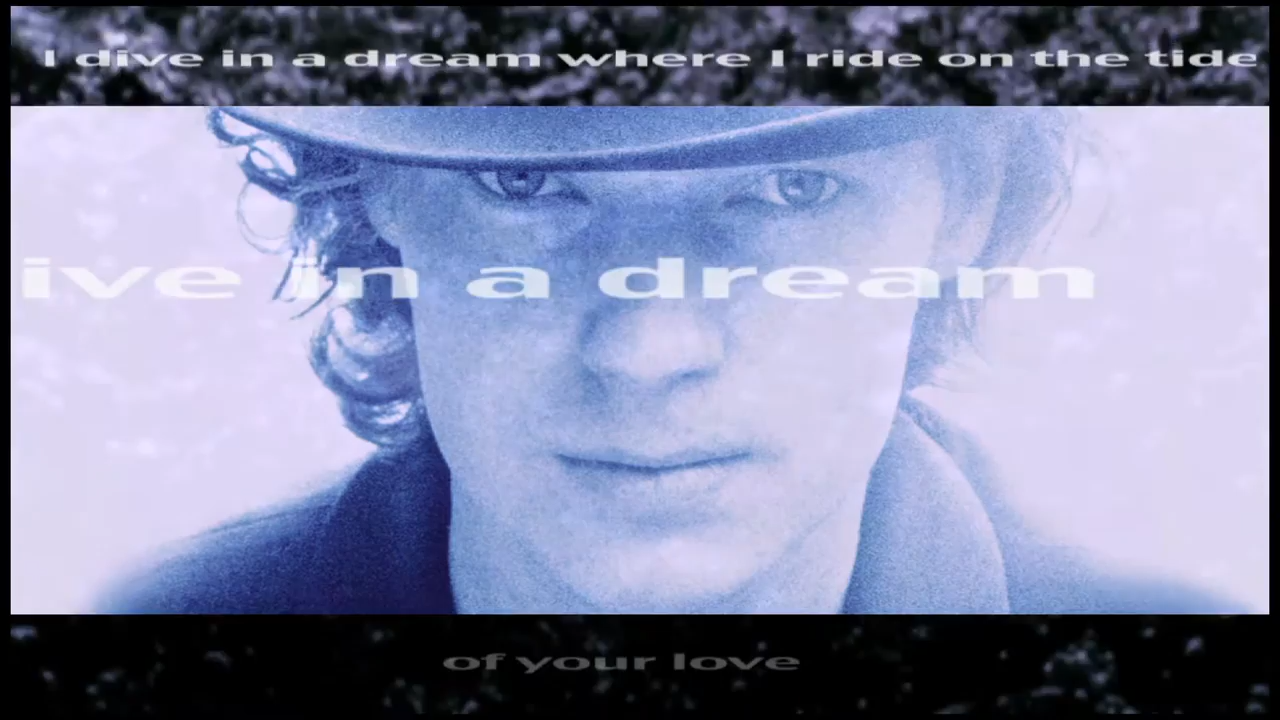 I dive in a dream where I ride on the tide
ive in a dream
of your love